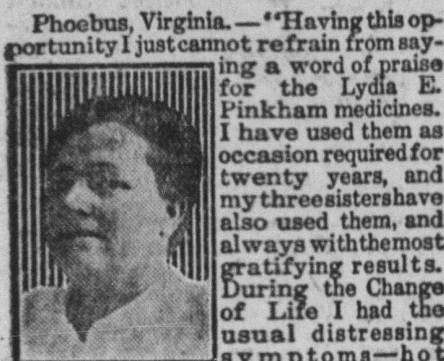 Phoebus, Virginia.—"Having this op-
portunity I just cannot refrain from say-
ing a word of praise
for the Lydia E.
Pinkham medicines.
I have used them as
occasion required for
twenty years, and
my three sisters have
also used them, and
always with the most
gratifying results.
During the Change
of Life I had the
usual distressing
symptoms—hot